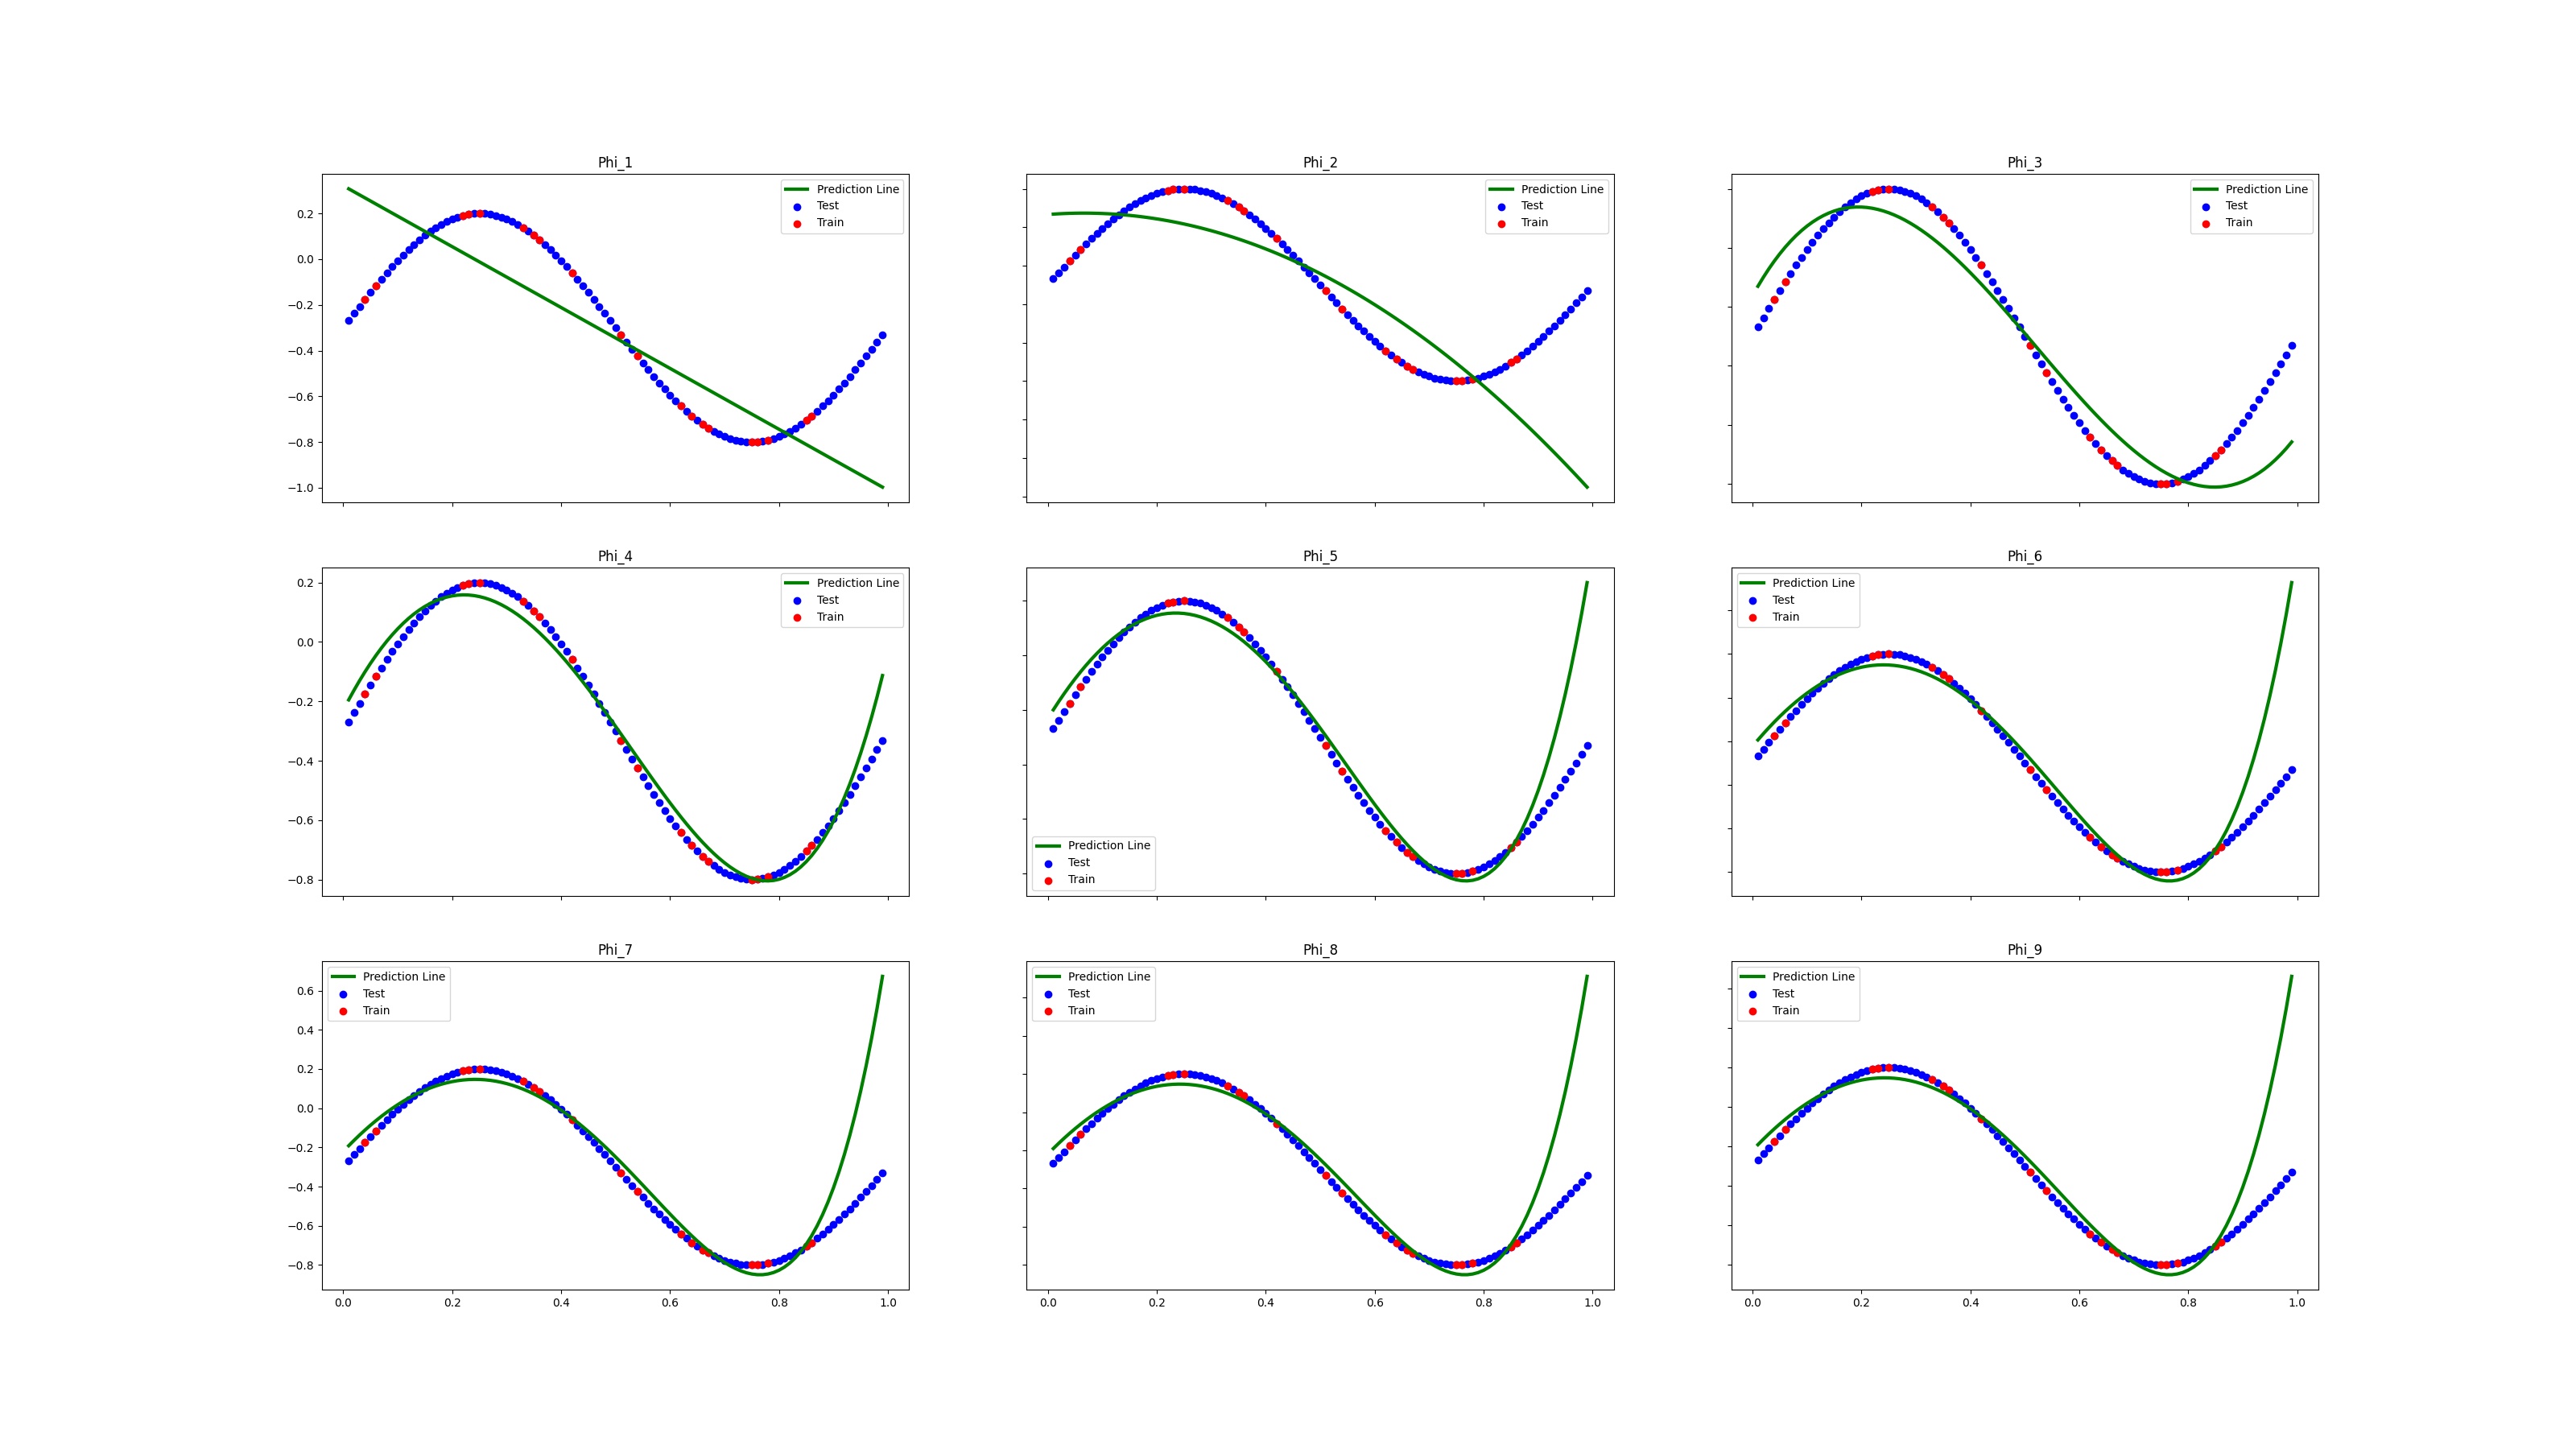 Phi_1
Prediction Line
Test
Train
0.2
0.0
−0.2
−0.4
−0.6
−0.8
−1.0
Phi_2
Prediction Line
Test
Train
Phi_3
Prediction Line
Test
Train
Phi_4
Prediction Line
Test
Train
0.2
0.0
−0.2
−0.4
−0.6
−0.8
Phi_5
Prediction Line
Test
Train
Phi_6
Prediction Line
Test
Train
Phi_7
Prediction Line
Test
Train
0.6
0.4
0.2
0.0
−0.2
−0.4
−0.6
−0.8
0.0 0.2 0.4 0.6 0.8 1.0
Phi_8
Prediction Line
Test
Train
0.0 0.2 0.4 0.6 0.8 1.0
Phi_9
Prediction Line
Test
Train
0.0 0.2 0.4 0.6 0.8 1.0